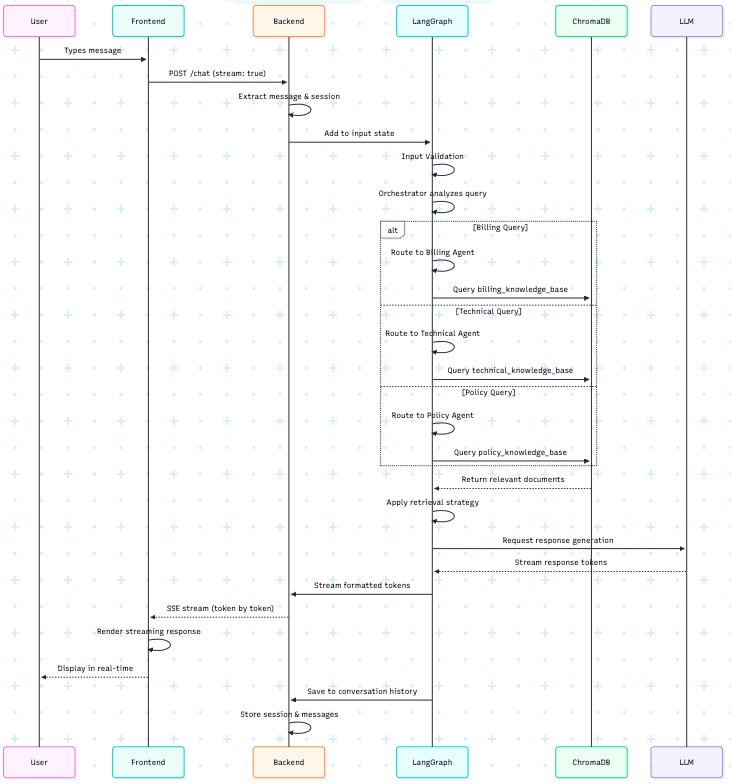 User
Frontend
Backend
LangGraph
ChromaDB
LLM
Types message
POST /chat (stream: true)
Extract message & session
Add to input state
Input Validation
Orchestrator analyzes query
alt
[Billing Query]
Route to Billing Agent
Query billing_knowledge_base
[Technical Query]
Route to Technical Agent
Query technical_knowledge_base
[Policy Query]
Route to Policy Agent
Query policy_knowledge_base
Return relevant documents
Apply retrieval strategy
Request response generation
Stream response tokens
Stream formatted tokens
SSE stream (token by token)
Render streaming response
Display in real-time
Save to conversation history
Store session & messages
User
Frontend
Backend
LangGraph
ChromaDB
LLM